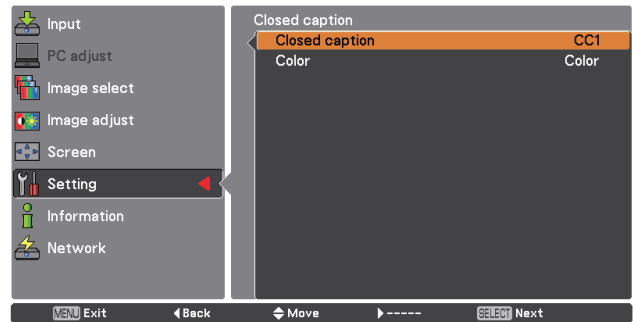 Input
PC adjust
Image select
Image adjust
Screen
Setting
Information
Network
Closed caption
Closed caption CC1
Color Color
MENU Exit Back Move ----- SELECT Next